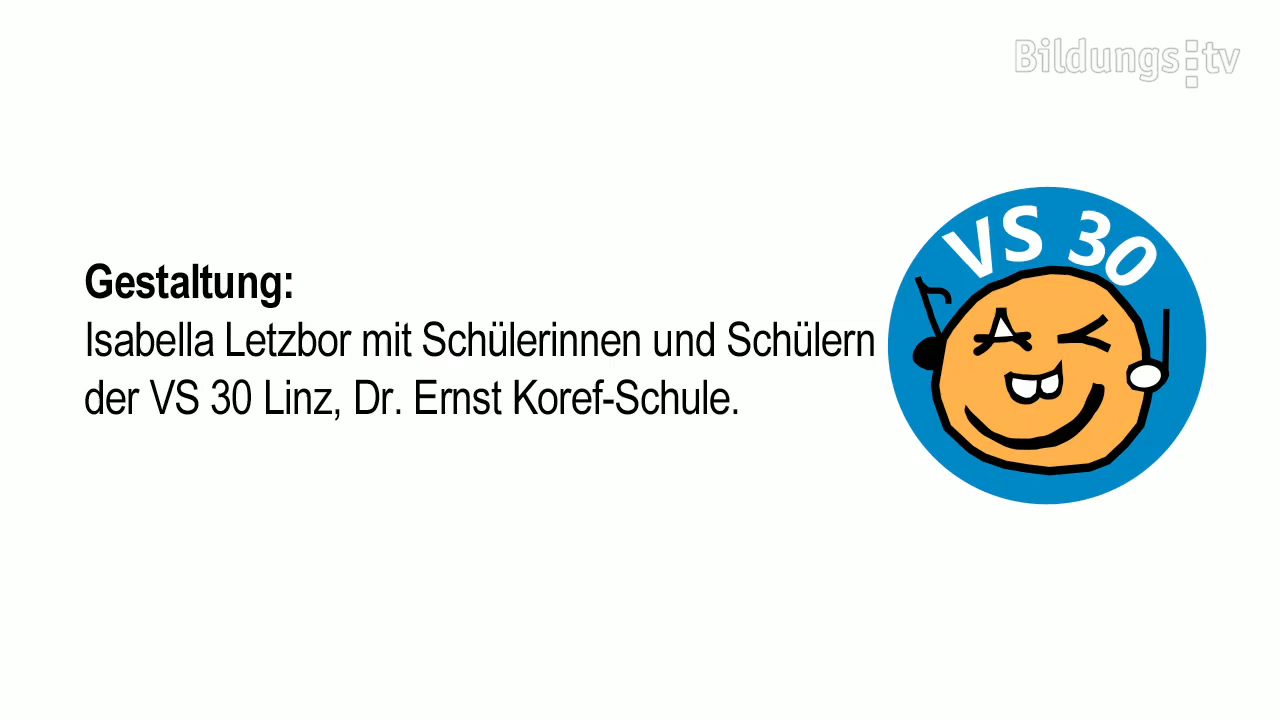 Bildungs:tv
VS 30
Gestaltung:
Isabella Letzbor mit Schülerinnen und Schülern
der VS 30 Linz, Dr. Ernst Koref-Schule.